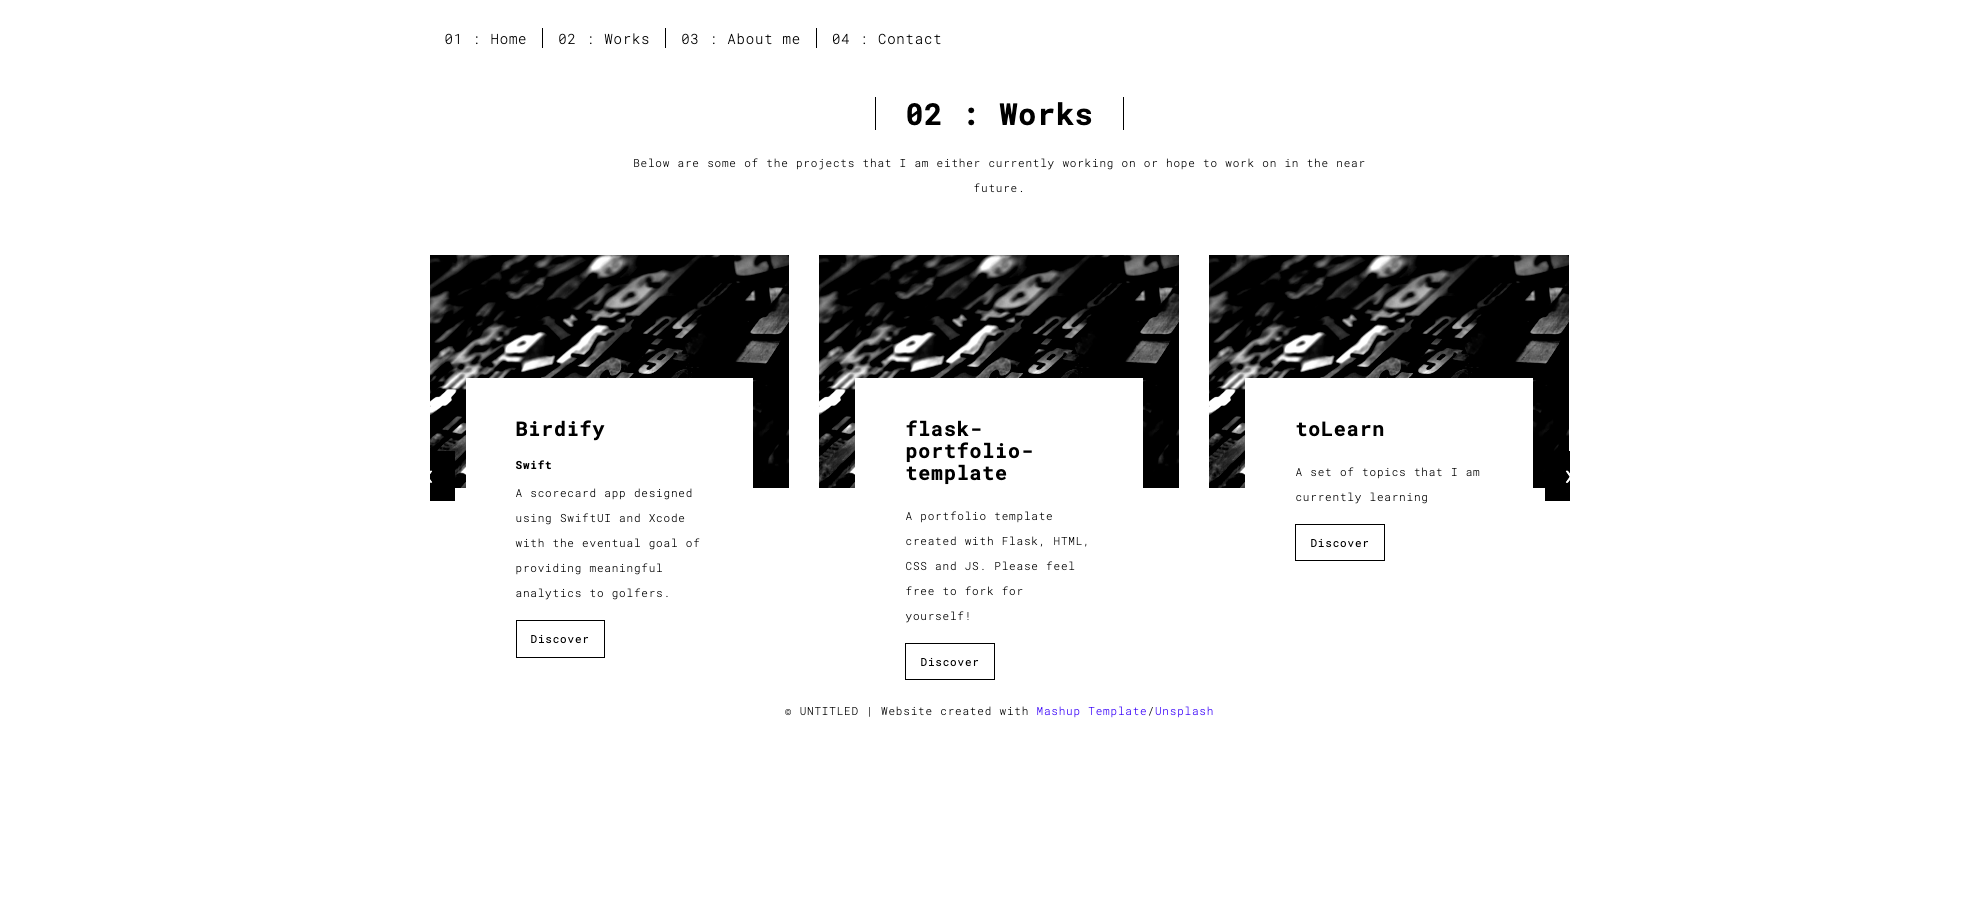 01 : Home 02 : Works 03 : About me 04 : Contact
02 : Works
Below are some of the projects that I am either currently working on or hope to work on in the near
future.
Birdify
Swift
A scorecard app designed
using SwiftUI and Xcode
with the eventual goal of
providing meaningful
analytics to golfers.
Discover
flask-
portfolio-
template
A portfolio template
created with Flask, HTML,
CSS and JS. Please feel
free to fork for
yourself!
Discover
toLearn
A set of topics that I am
currently learning
Discover
© UNTITLED | Website created with Mashup Template/Unsplash